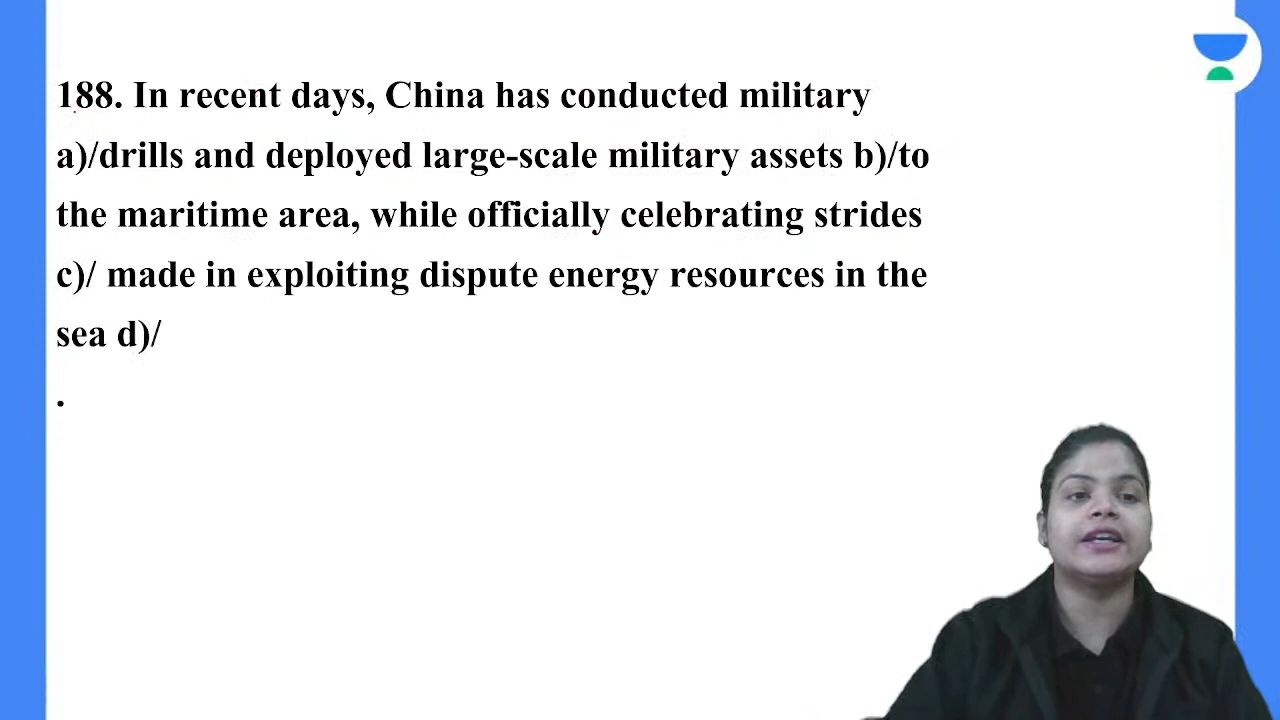 188. In recent days, China has conducted military
a)/drills and deployed large-scale military assets b)/to
the maritime area, while officially celebrating strides
c)/ made in exploiting dispute energy resources in the
sea d)/
.